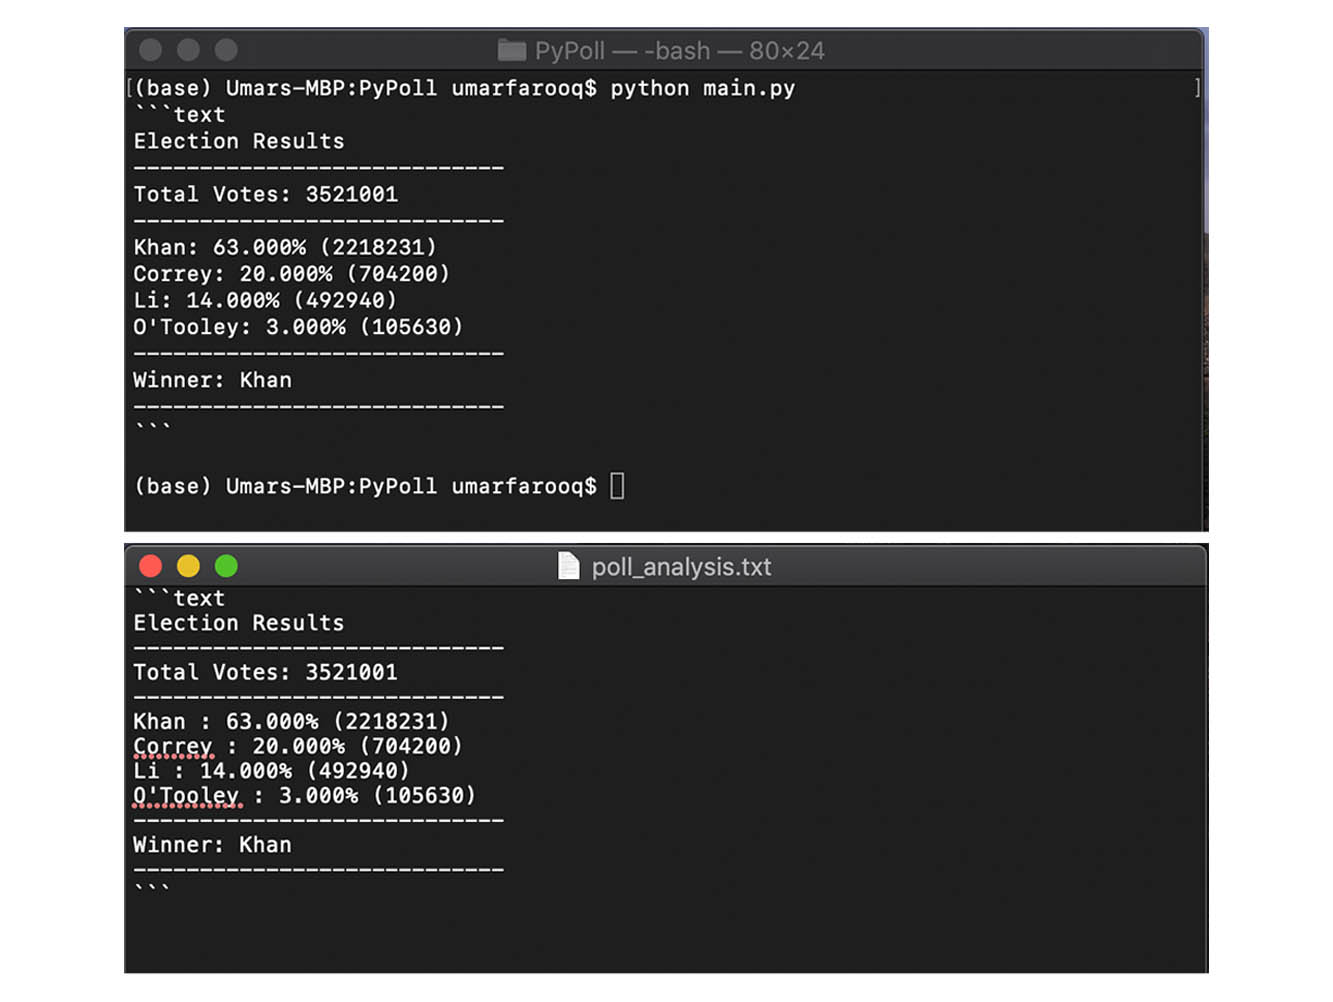 PyPoll — -bash — 80×24
[(base) Umars-MBP:PyPoll umarfarooq$ python main.py ]
```text
Election Results
----------------------------
Total Votes: 3521001
----------------------------
Khan: 63.000% (2218231)
Correy: 20.000% (704200)
Li: 14.000% (492940)
O'Tooley: 3.000% (105630)
----------------------------
Winner: Khan
----------------------------
```
(base) Umars-MBP:PyPoll umarfarooq$
poll_analysis.txt
```text
Election Results
----------------------------
Total Votes: 3521001
----------------------------
Khan : 63.000% (2218231)
Correy : 20.000% (704200)
Li : 14.000% (492940)
O'Tooley : 3.000% (105630)
----------------------------
Winner: Khan
----------------------------
```